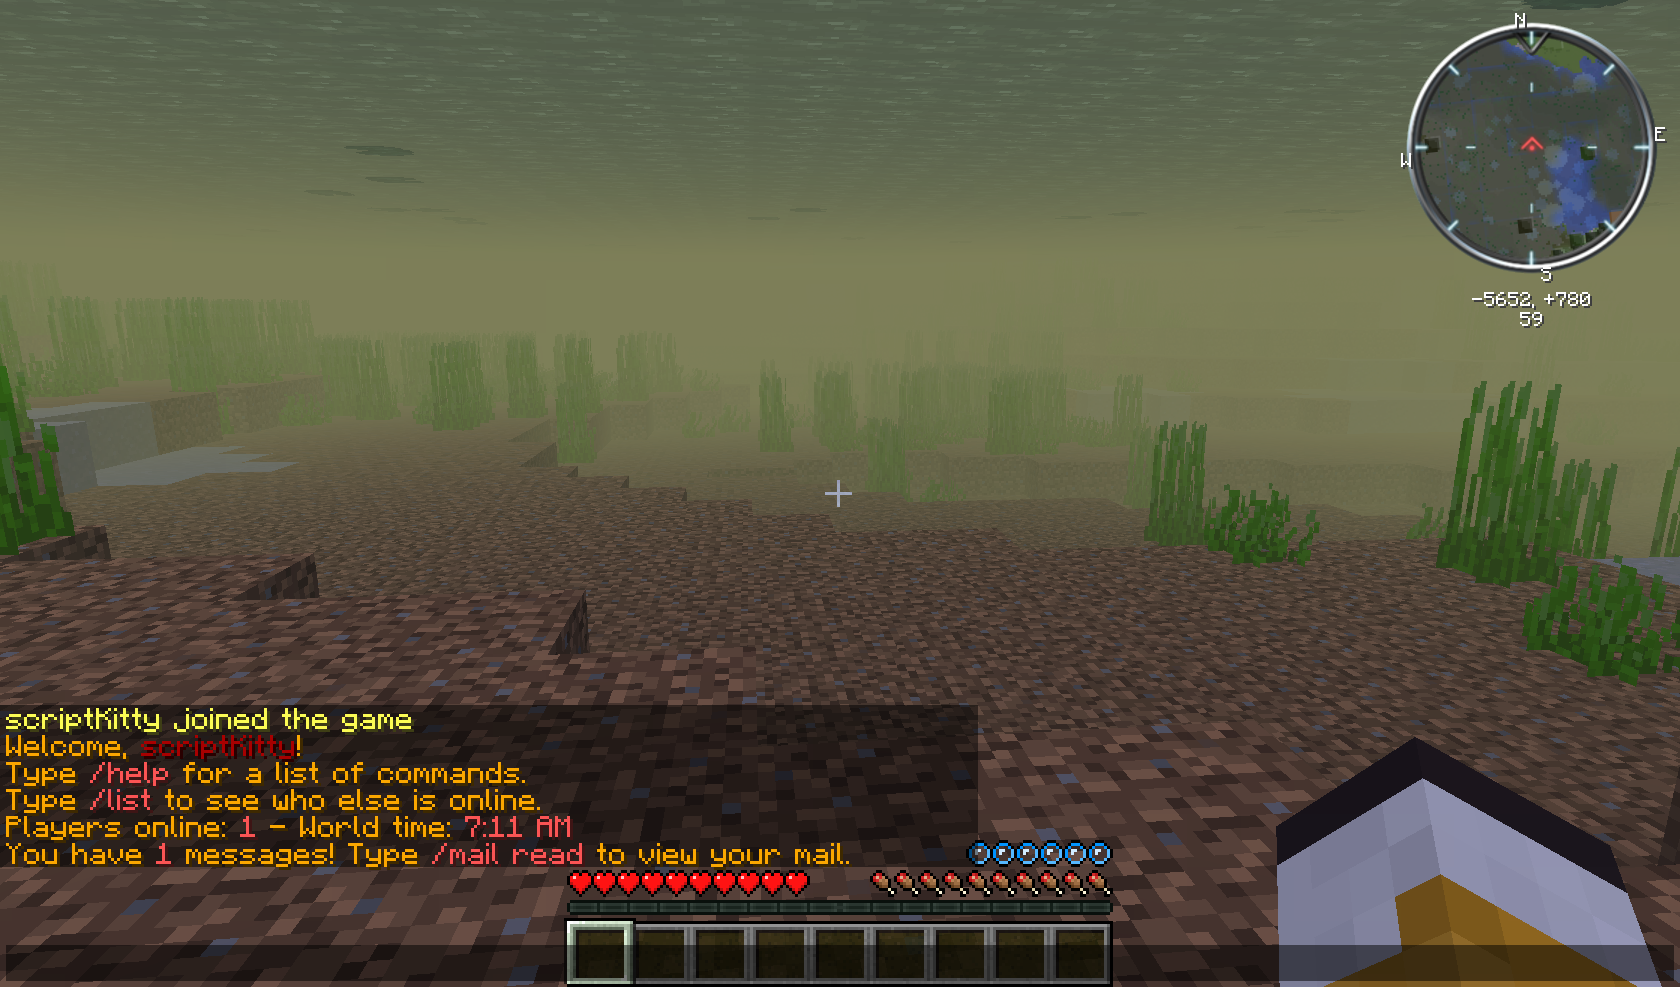 N
E
W
S
-5652, +780
59
scriptKitty joined the game
Welcome, scriptKitty!
Type /help for a list of commands.
Type /list to see who else is online.
Players online: 1 - World time: 7:11 AM
You have 1 messages! Type /mail read to view your mail.